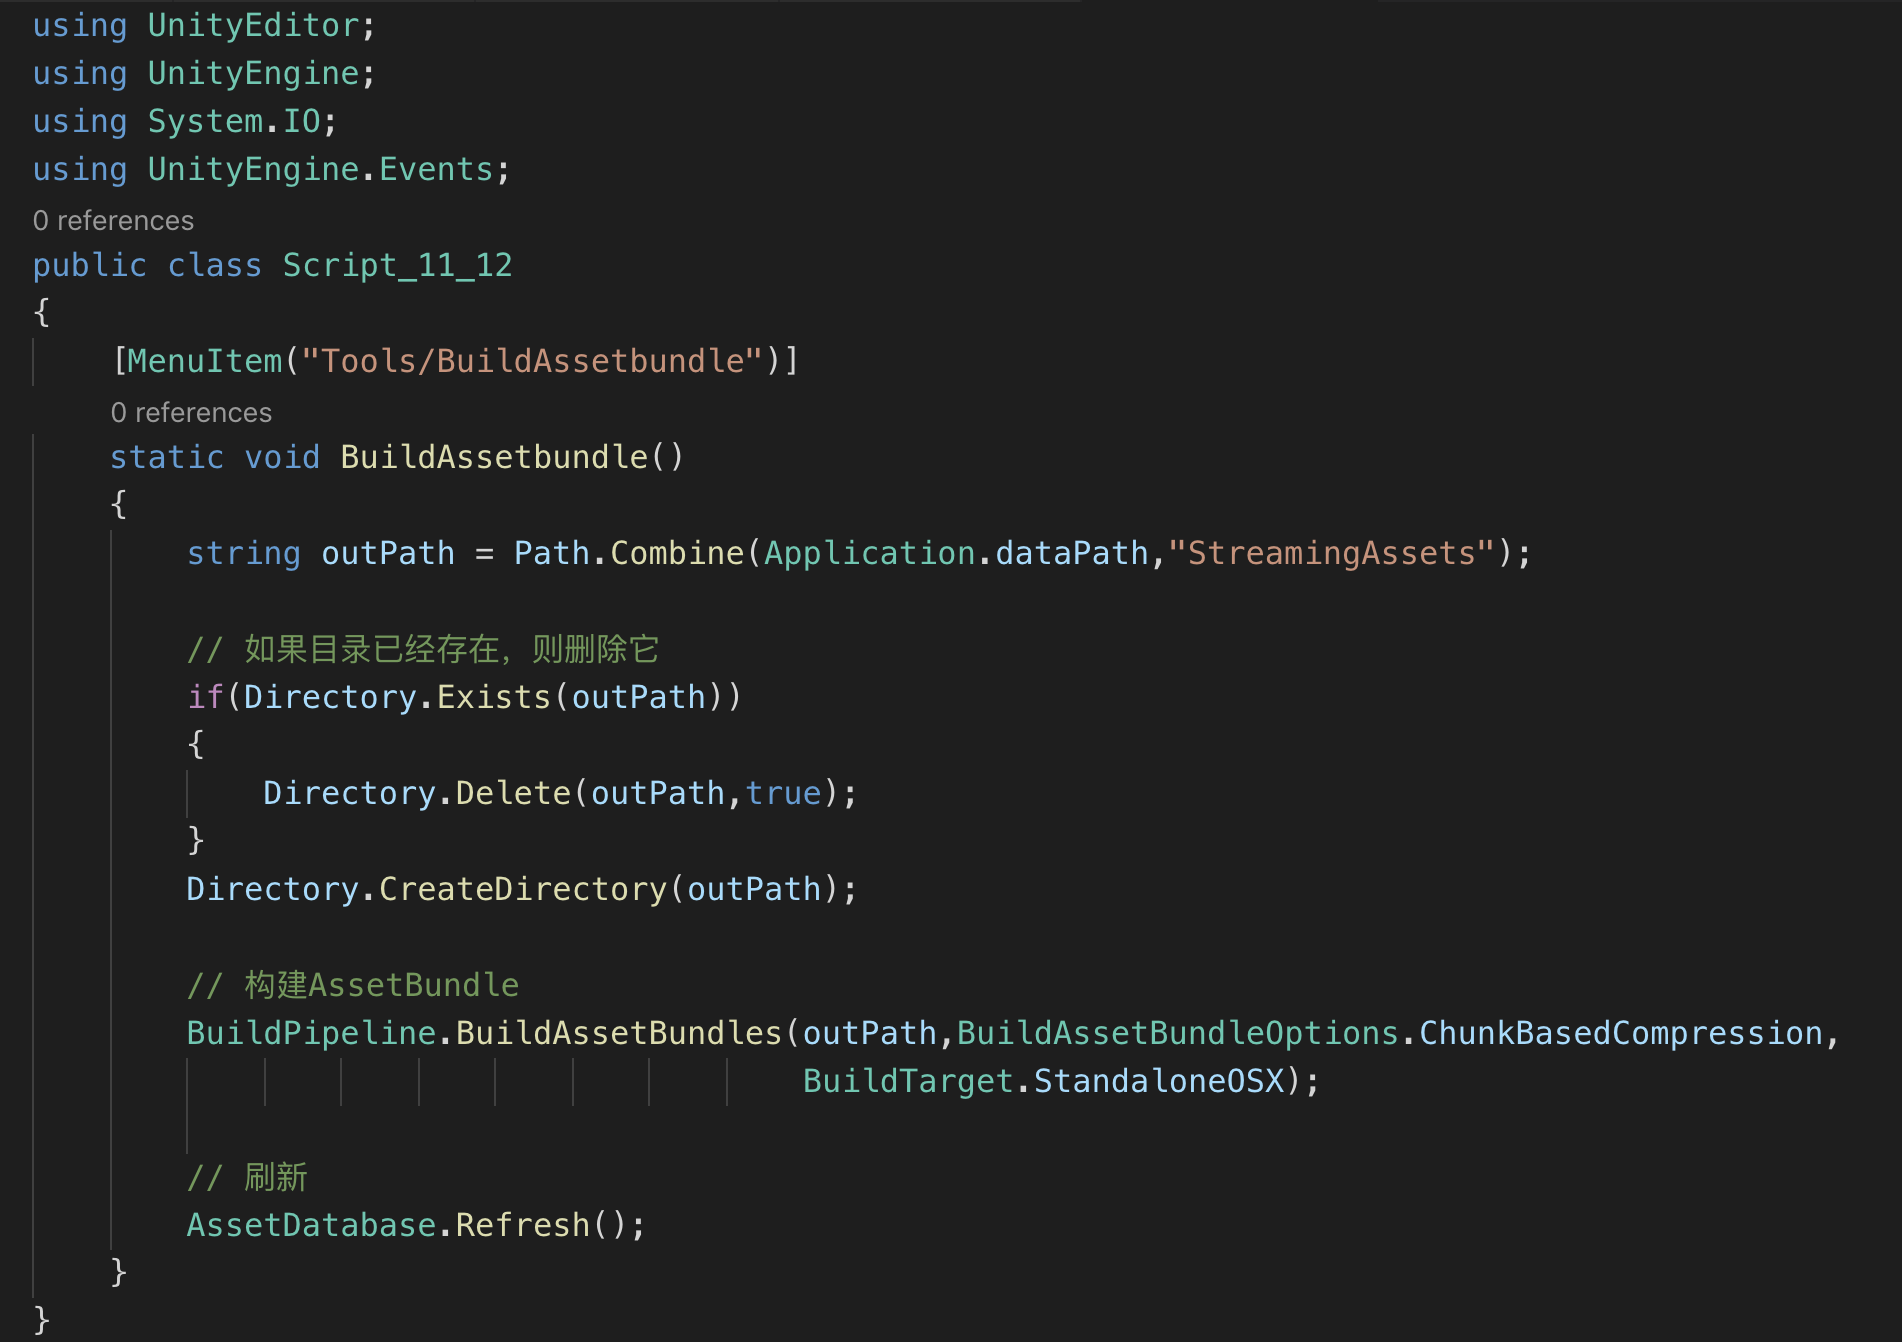 using UnityEditor;
using UnityEngine;
using System.IO;
using UnityEngine.Events;
0 references
public class Script_11_12
{
    [MenuItem("Tools/BuildAssetbundle")]
    0 references
    static void BuildAssetbundle()
    {
        string outPath = Path.Combine(Application.dataPath,"StreamingAssets");

        // 如果目录已经存在，则删除它
        if(Directory.Exists(outPath))
        {
            Directory.Delete(outPath,true);
        }
        Directory.CreateDirectory(outPath);

        // 构建AssetBundle
        BuildPipeline.BuildAssetBundles(outPath,BuildAssetBundleOptions.ChunkBasedCompression,
                                        BuildTarget.StandaloneOSX);

        // 刷新
        AssetDatabase.Refresh();
    }
}